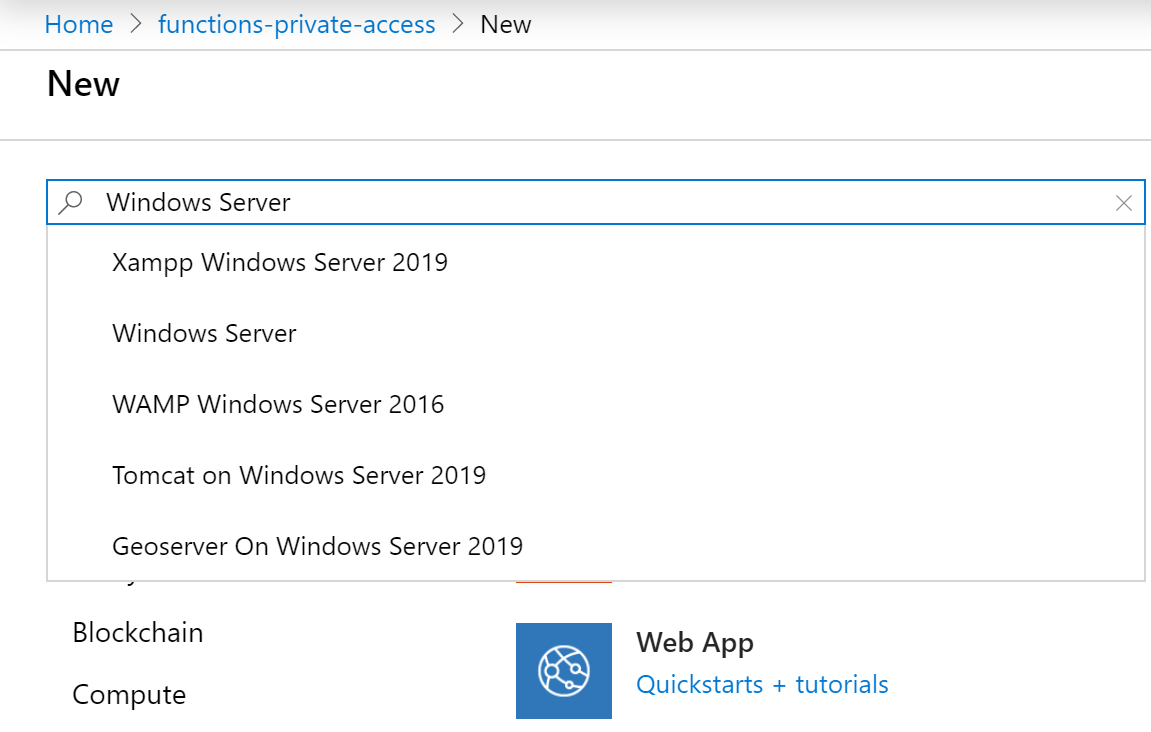 Home > functions-private-access > New
New
Windows Server
Xampp Windows Server 2019
Windows Server
WAMP Windows Server 2016
Tomcat on Windows Server 2019
Geoserver On Windows Server 2019
Blockchain
Web App
Quickstarts + tutorials
Compute